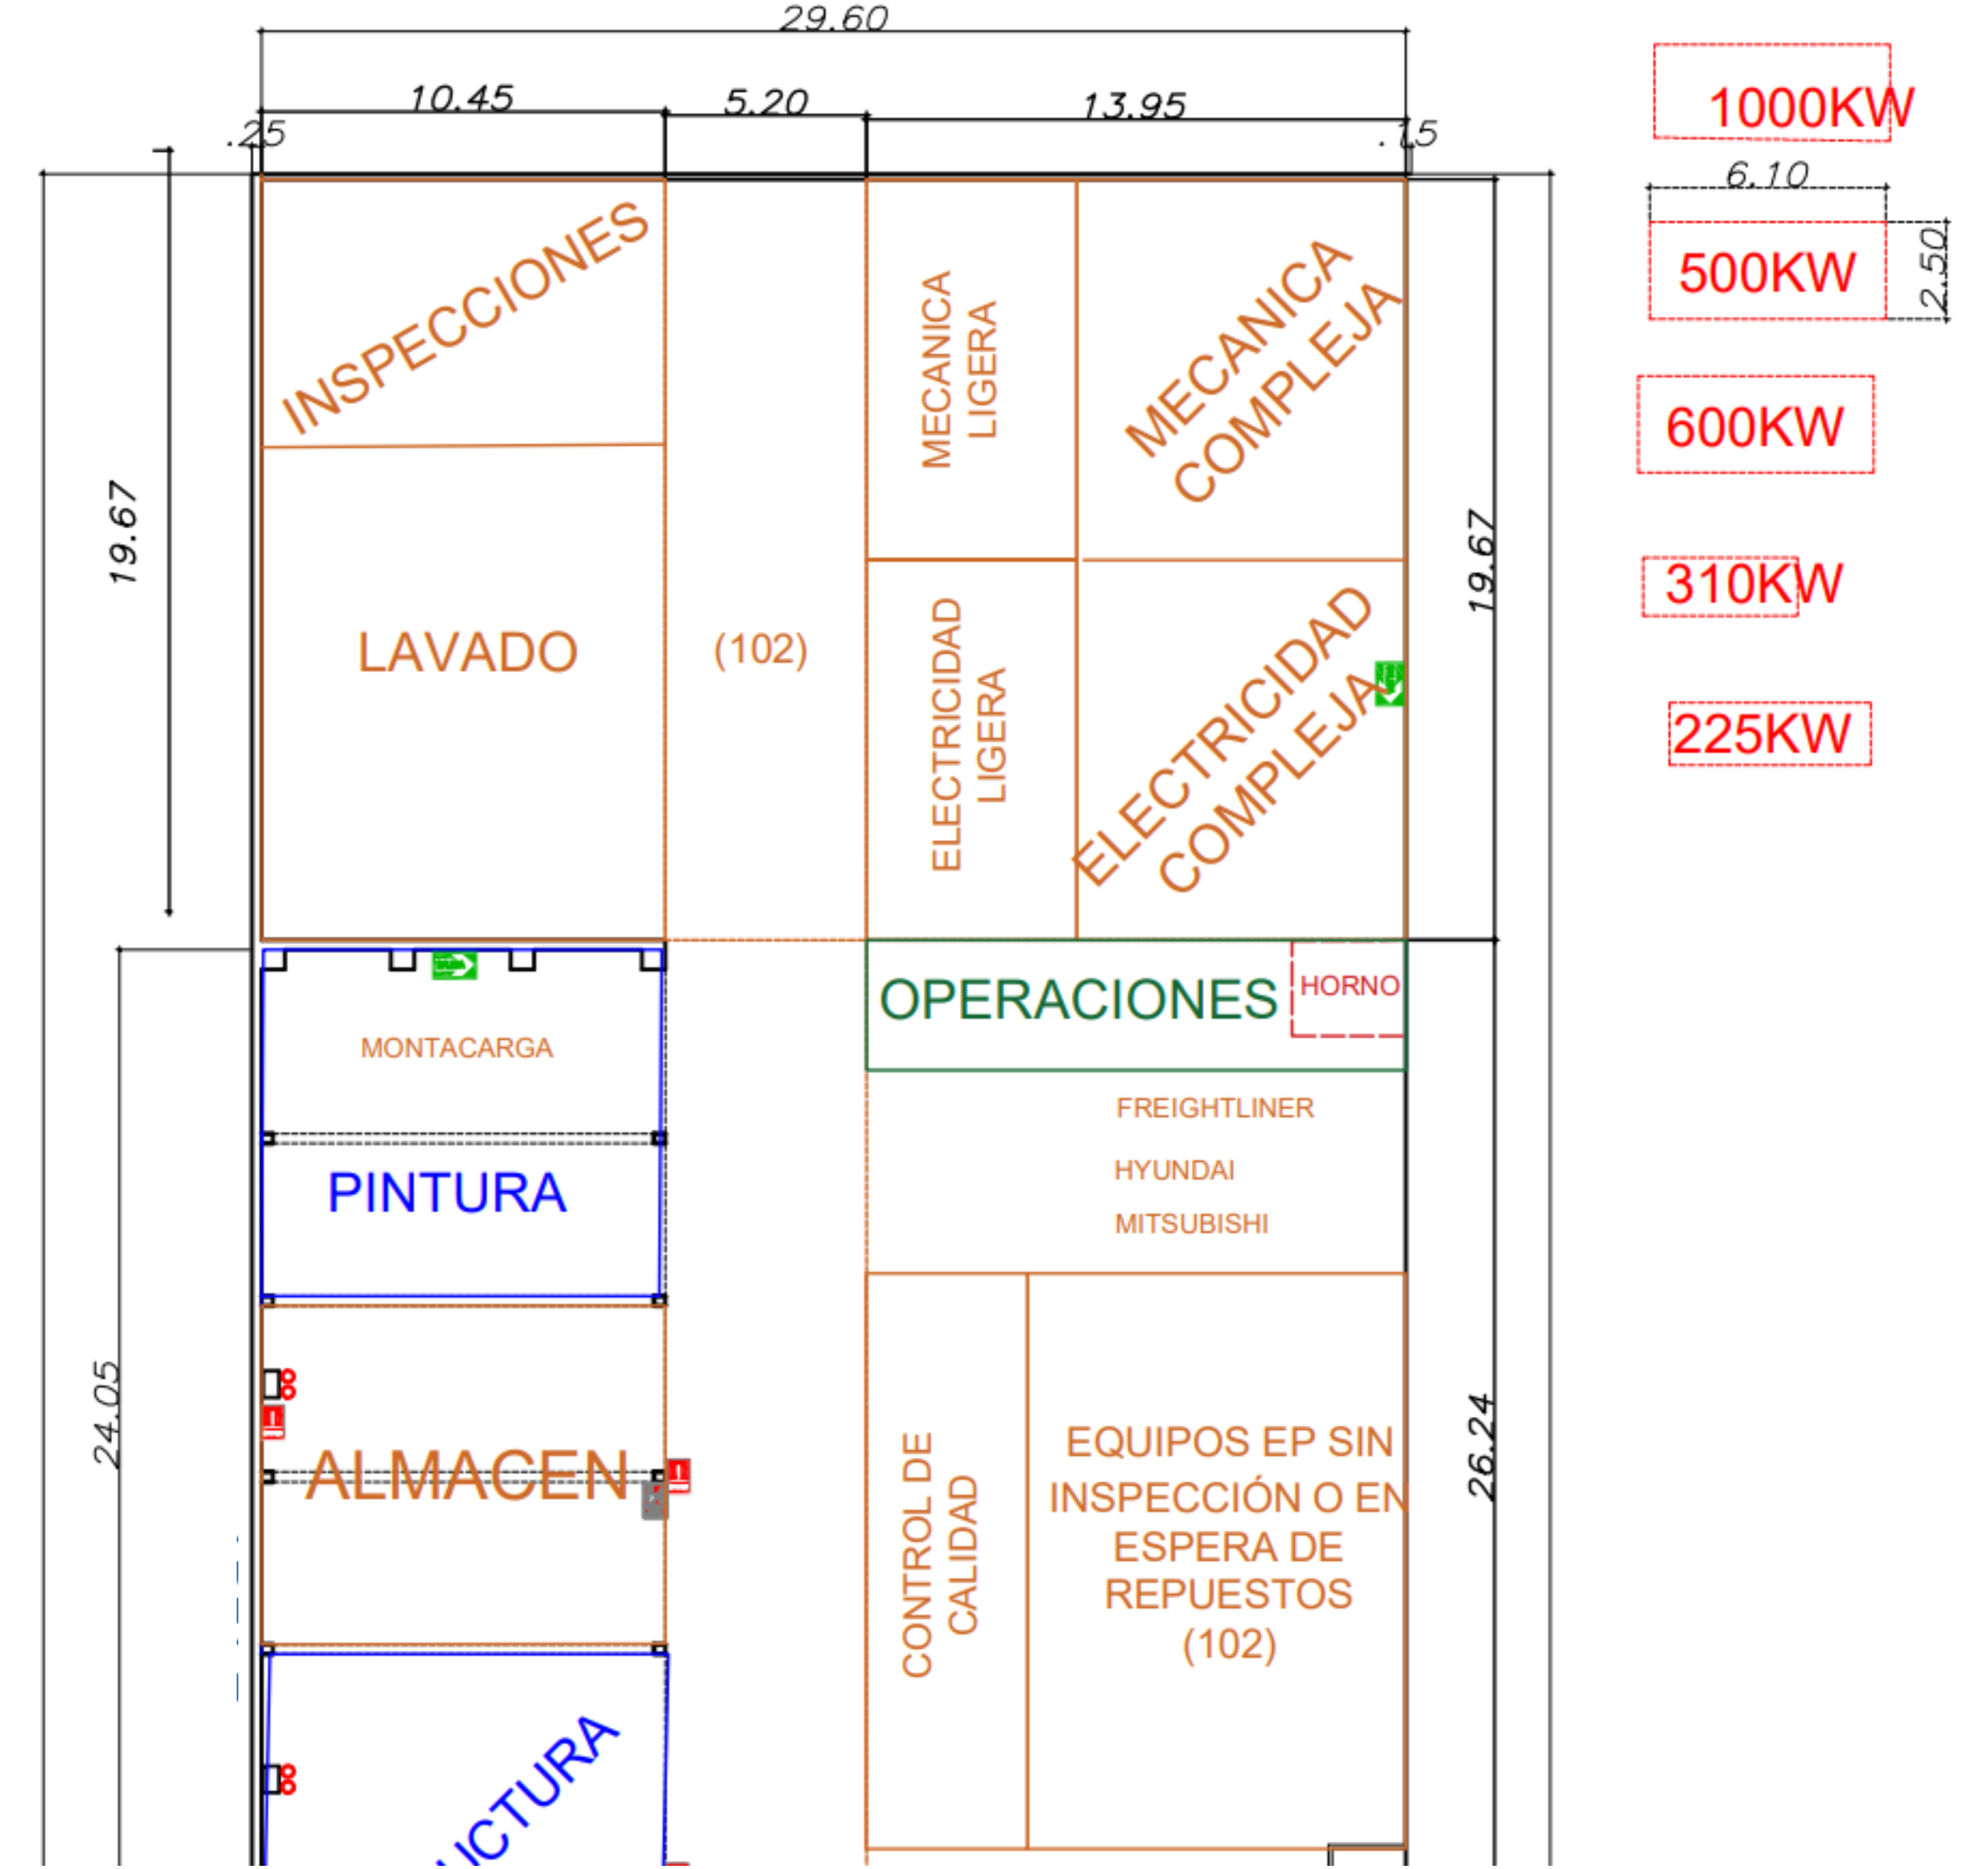 29.60
10.45
5.20
13.95
.25
.15
1000KW
6.10
500KW
2.50
600KW
310KW
225KW
INSPECCIONES
MECANICA
LIGERA
MECANICA
COMPLEJA
19.67
19.67
LAVADO
(102)
ELECTRICIDAD
LIGERA
ELECTRICIDAD
COMPLEJA
OPERACIONES
HORNO
MONTACARGA
FREIGHTLINER
HYUNDAI
MITSUBISHI
PINTURA
24.05
ALMACEN
CONTROL DE
CALIDAD
EQUIPOS EP SIN
INSPECCIÓN O EN
ESPERA DE
REPUESTOS
(102)
26.24
UCTURA